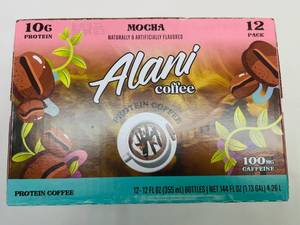 10G
PROTEIN
MOCHA
NATURALLY & ARTIFICIALLY FLAVORED
12
PACK
Alani
coffee
PROTEIN COFFEE
100MG
CAFFEINE
PROTEIN COFFEE
12-12 FL OZ (355 mL) BOTTLES | NET 144 FL OZ (1.13 GAL) 4.26 L